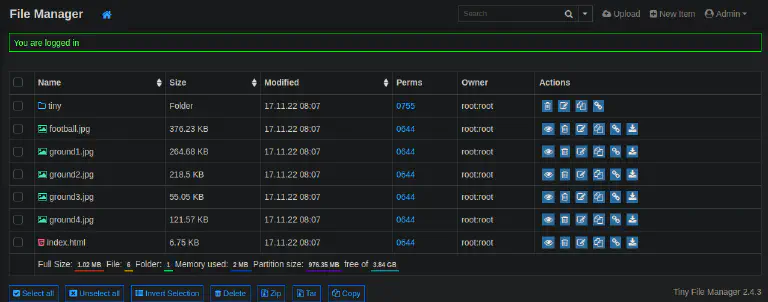 File Manager Search Upload New Item Admin
You are logged in
Name Size Modified Perms Owner Actions
tiny Folder 17.11.22 08:07 0755 root:root
football.jpg 376.23 KB 17.11.22 08:07 0644 root:root
ground1.jpg 264.68 KB 17.11.22 08:07 0644 root:root
ground2.jpg 218.5 KB 17.11.22 08:07 0644 root:root
ground3.jpg 55.05 KB 17.11.22 08:07 0644 root:root
ground4.jpg 121.57 KB 17.11.22 08:07 0644 root:root
index.html 6.75 KB 17.11.22 08:07 0644 root:root
Full Size: 1.02 MB File: 6 Folder: 1 Memory used: 2 MB Partition size: 976.35 MB free of 3.84 GB
Select all Unselect all Invert Selection Delete Zip Tar Copy Tiny File Manager 2.4.3